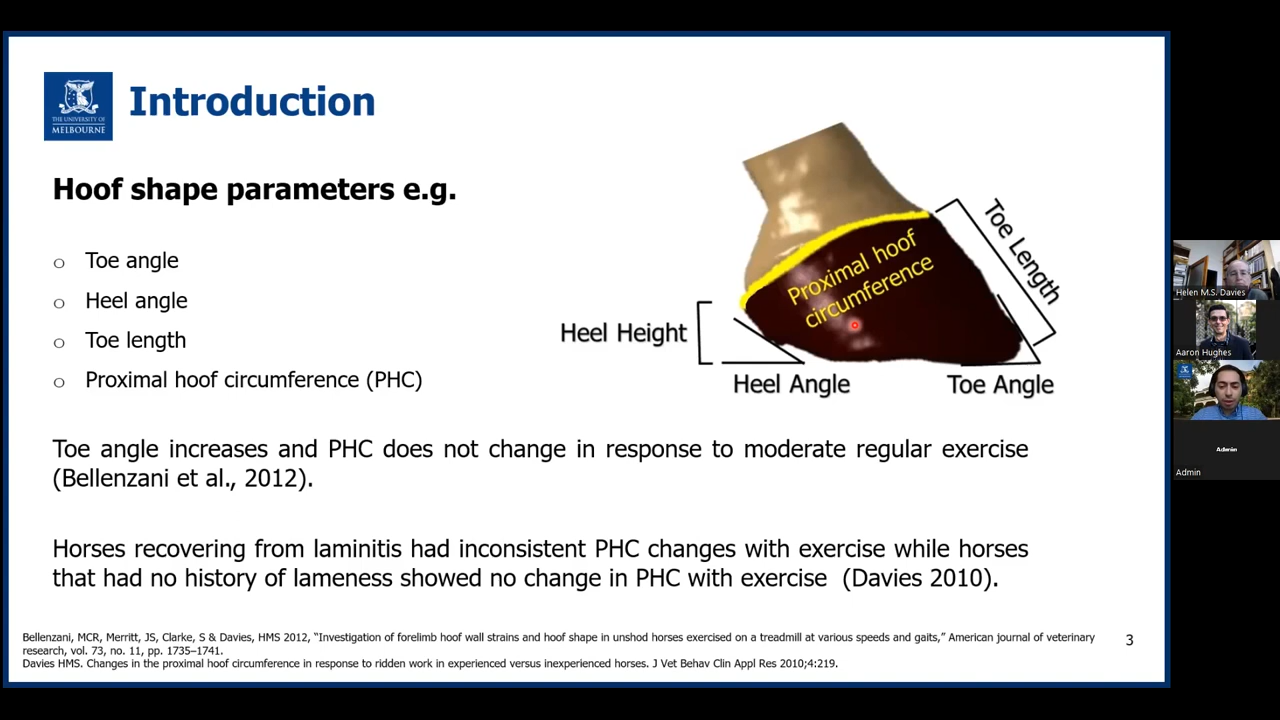 THE UNIVERSITY OF
MELBOURNE
Introduction
Hoof shape parameters e.g.
Toe angle
Heel angle
Toe length
Proximal hoof circumference (PHC)
Proximal hoof
circumference
Toe Length
Heel Height
Heel Angle
Toe Angle
Toe angle increases and PHC does not change in response to moderate regular exercise
(Bellenzani et al., 2012).
Horses recovering from laminitis had inconsistent PHC changes with exercise while horses
that had no history of lameness showed no change in PHC with exercise (Davies 2010).
Bellenzani, MCR, Merritt, JS, Clarke, S & Davies, HMS 2012, “Investigation of forelimb hoof wall strains and hoof shape in unshod horses exercised on a treadmill at various speeds and gaits,” American journal of veterinary
research, vol. 73, no. 11, pp. 1735–1741.
Davies HMS. Changes in the proximal hoof circumference in response to ridden work in experienced versus inexperienced horses. J Vet Behav Clin Appl Res 2010;4:219.
3
Helen M.S. Davies
Aaron Hughes
Admin
Admin